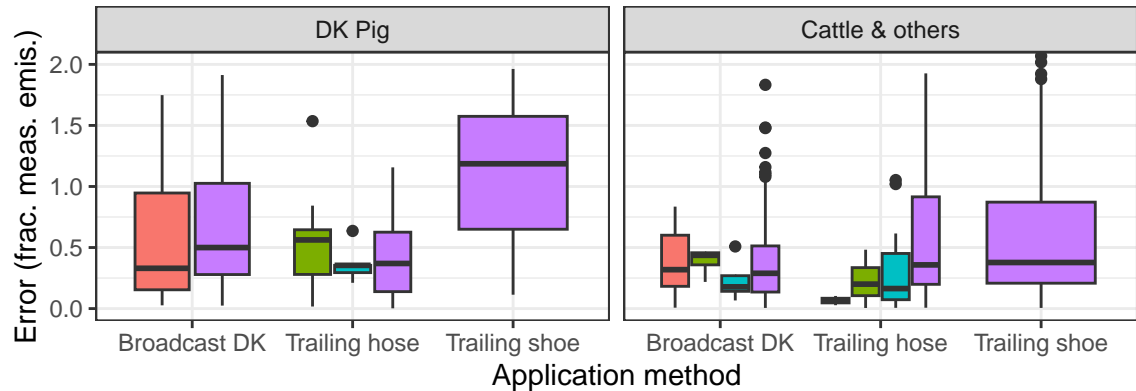 DK Pig
Cattle & others
Error (frac. meas. emis.)
2.0
1.5
1.0
0.5
0.0
Broadcast DK
Trailing hose
Trailing shoe
Broadcast DK
Trailing hose
Trailing shoe
Application method